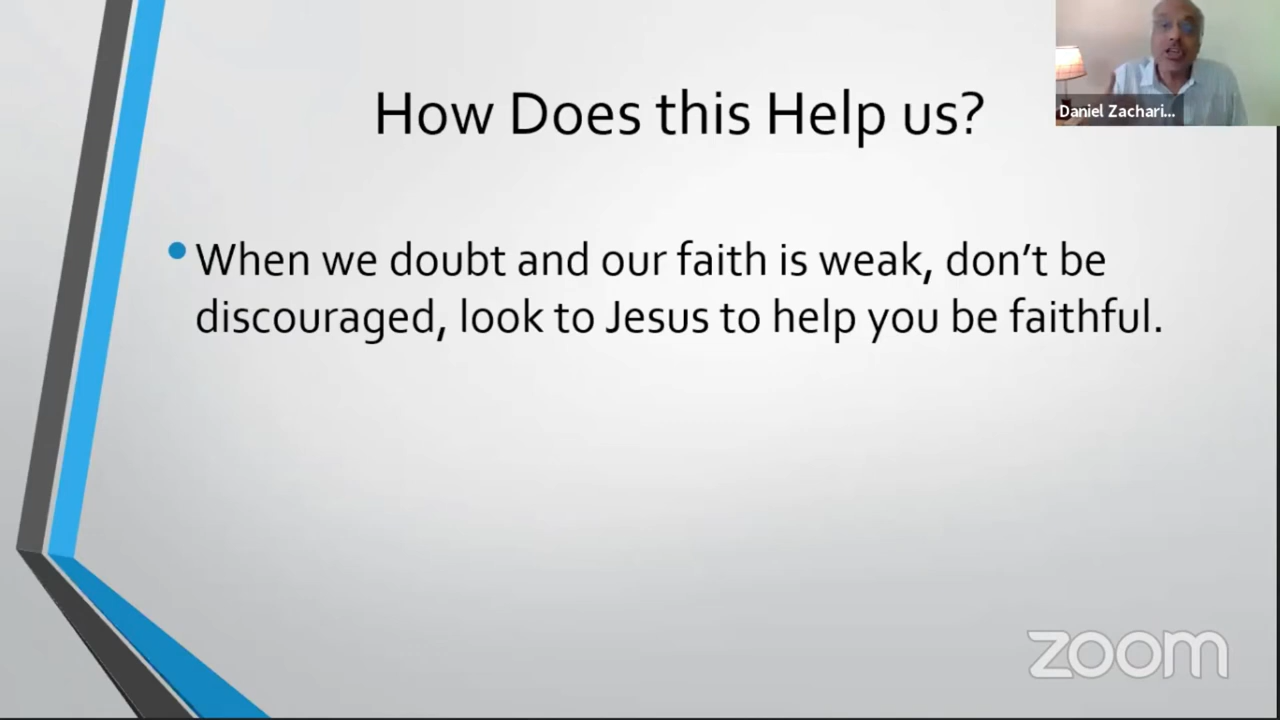 Daniel Zachari...
How Does this Help us?
When we doubt and our faith is weak, don’t be
discouraged, look to Jesus to help you be faithful.
zoom